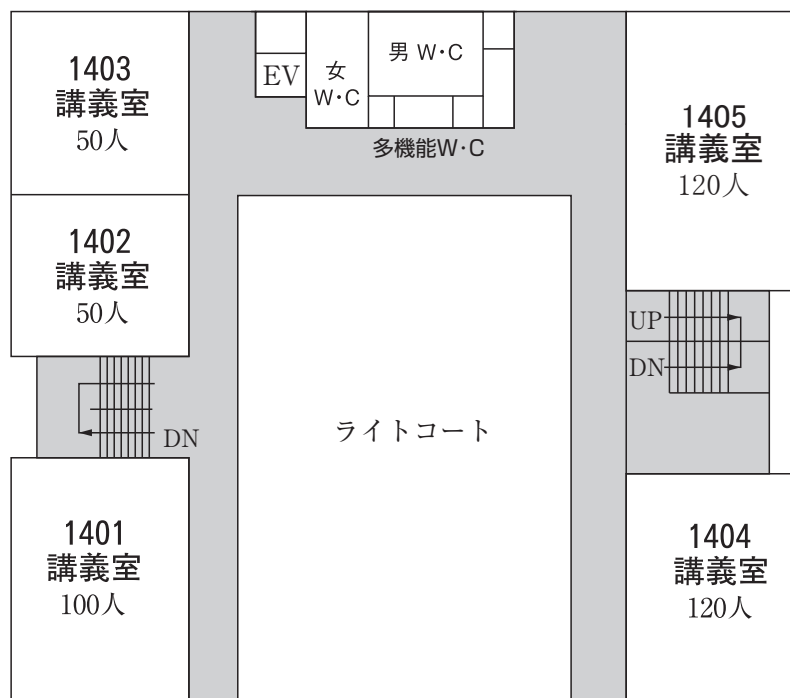 1403
講義室
50人
EV
女
W·C
男 W·C
多機能W·C
1405
講義室
120人
1402
講義室
50人
UP
DN
DN
ライトコート
1401
講義室
100人
1404
講義室
120人